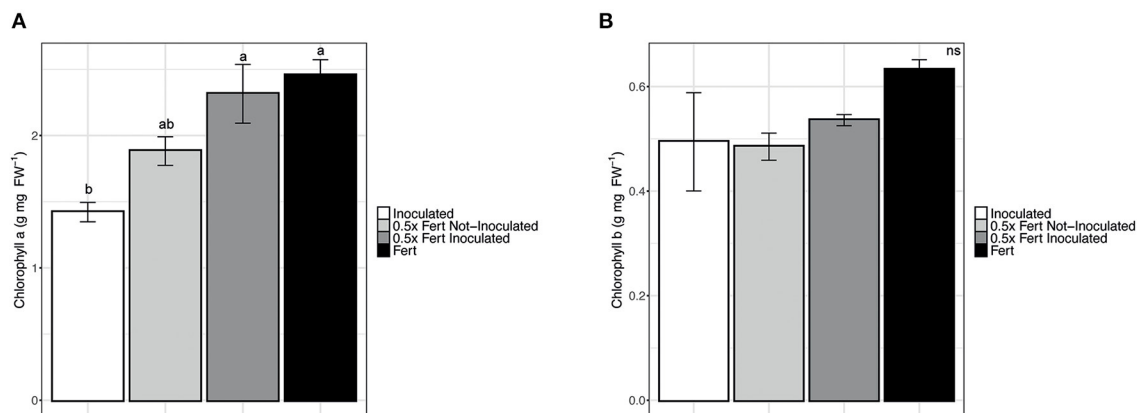 A
Chlorophyll a (g mg FW⁻¹)
2
1
0
b
ab
a
a
Inoculated
0.5x Fert Not-Inoculated
0.5x Fert Inoculated
Fert
B
Chlorophyll b (g mg FW⁻¹)
0.6
0.4
0.2
0.0
ns
Inoculated
0.5x Fert Not-Inoculated
0.5x Fert Inoculated
Fert